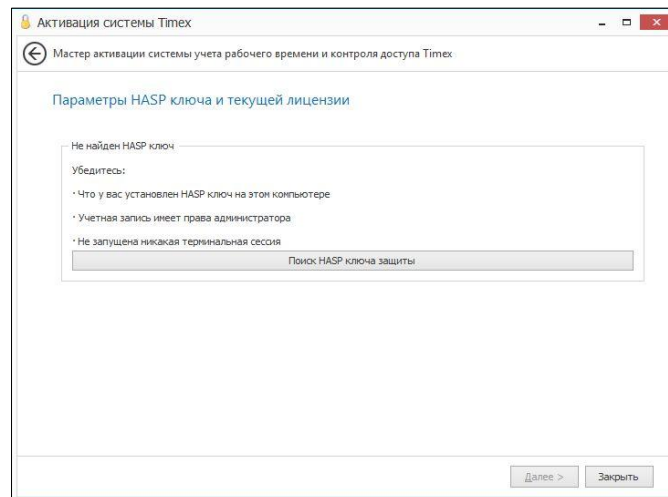 Активация системы Timex
Мастер активации системы учета рабочего времени и контроля доступа Timex
Параметры HASP ключа и текущей лицензии
Не найден HASP ключ
Убедитесь:
· Что у вас установлен HASP ключ на этом компьютере
· Учетная запись имеет права администратора
· Не запущена никакая терминальная сессия
Поиск HASP ключа защиты
Далее >
Закрыть